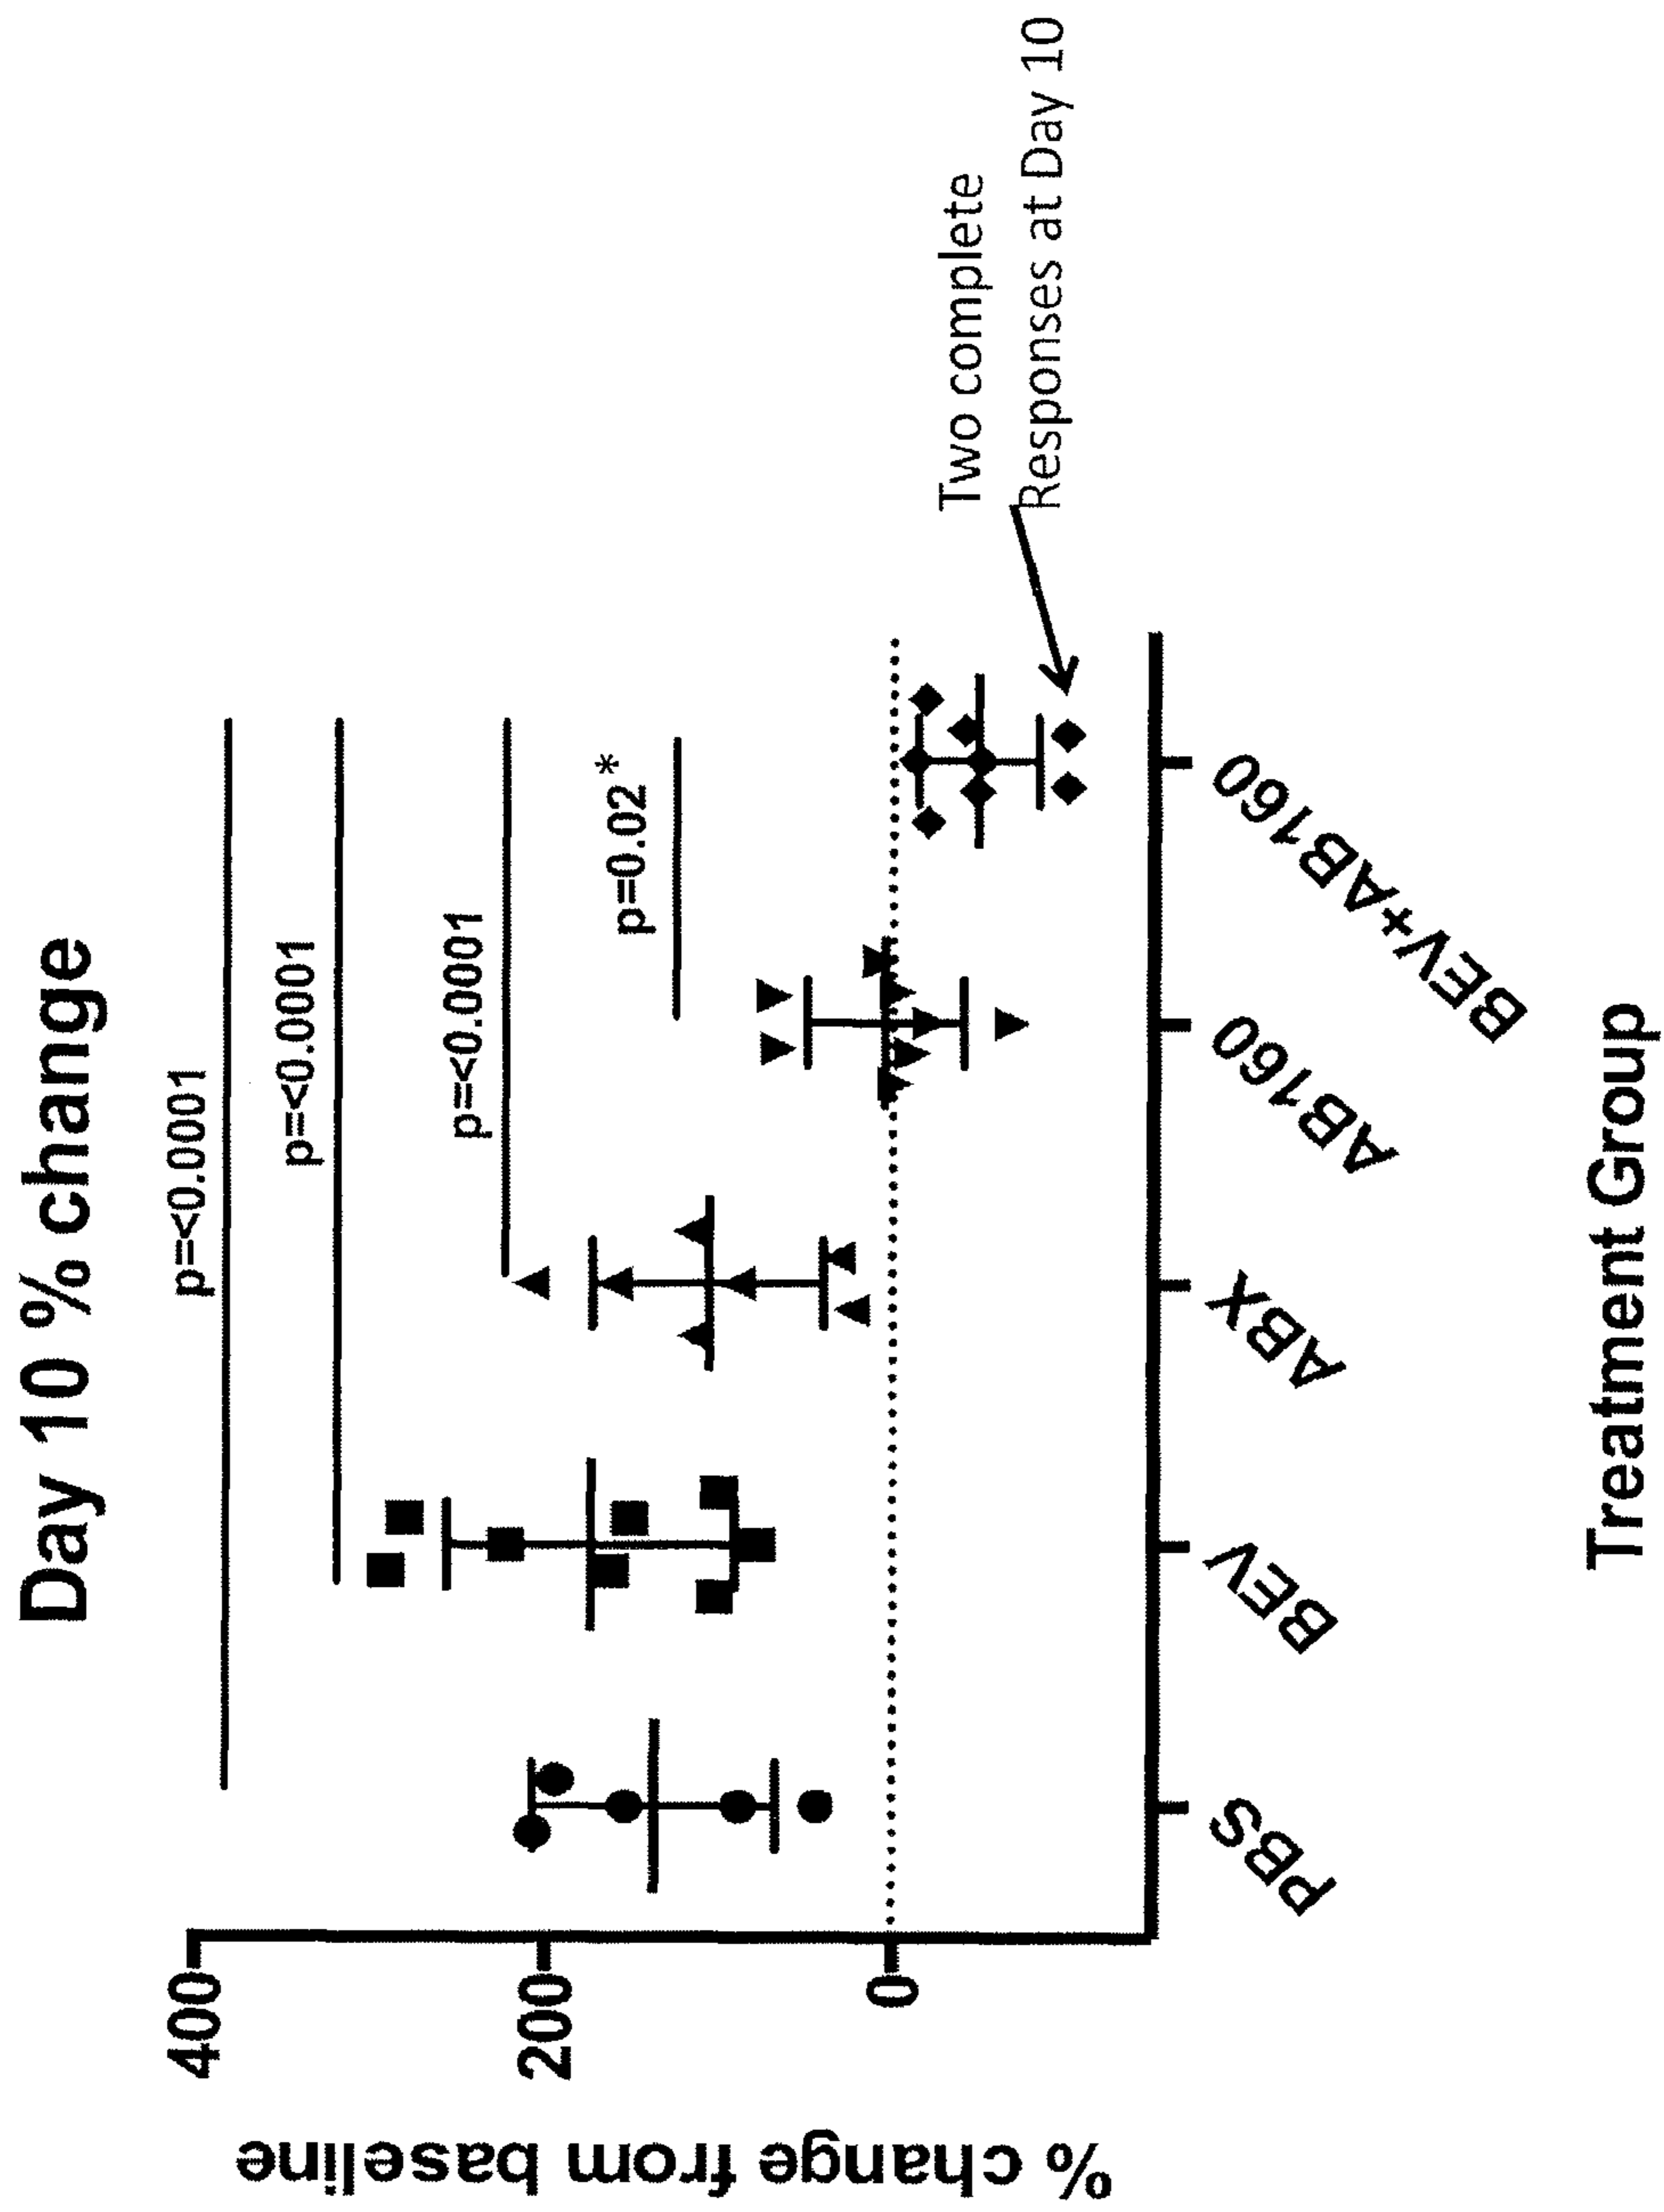 Day 10 % change
p=<0.0001
p=<0.0001
p=<0.0001
p=0.02*
400
200
0
% change from baseline
Two complete
Responses at Day 10
PBS
BEV
ABX
AB160
BEV+AB160
Treatment Group